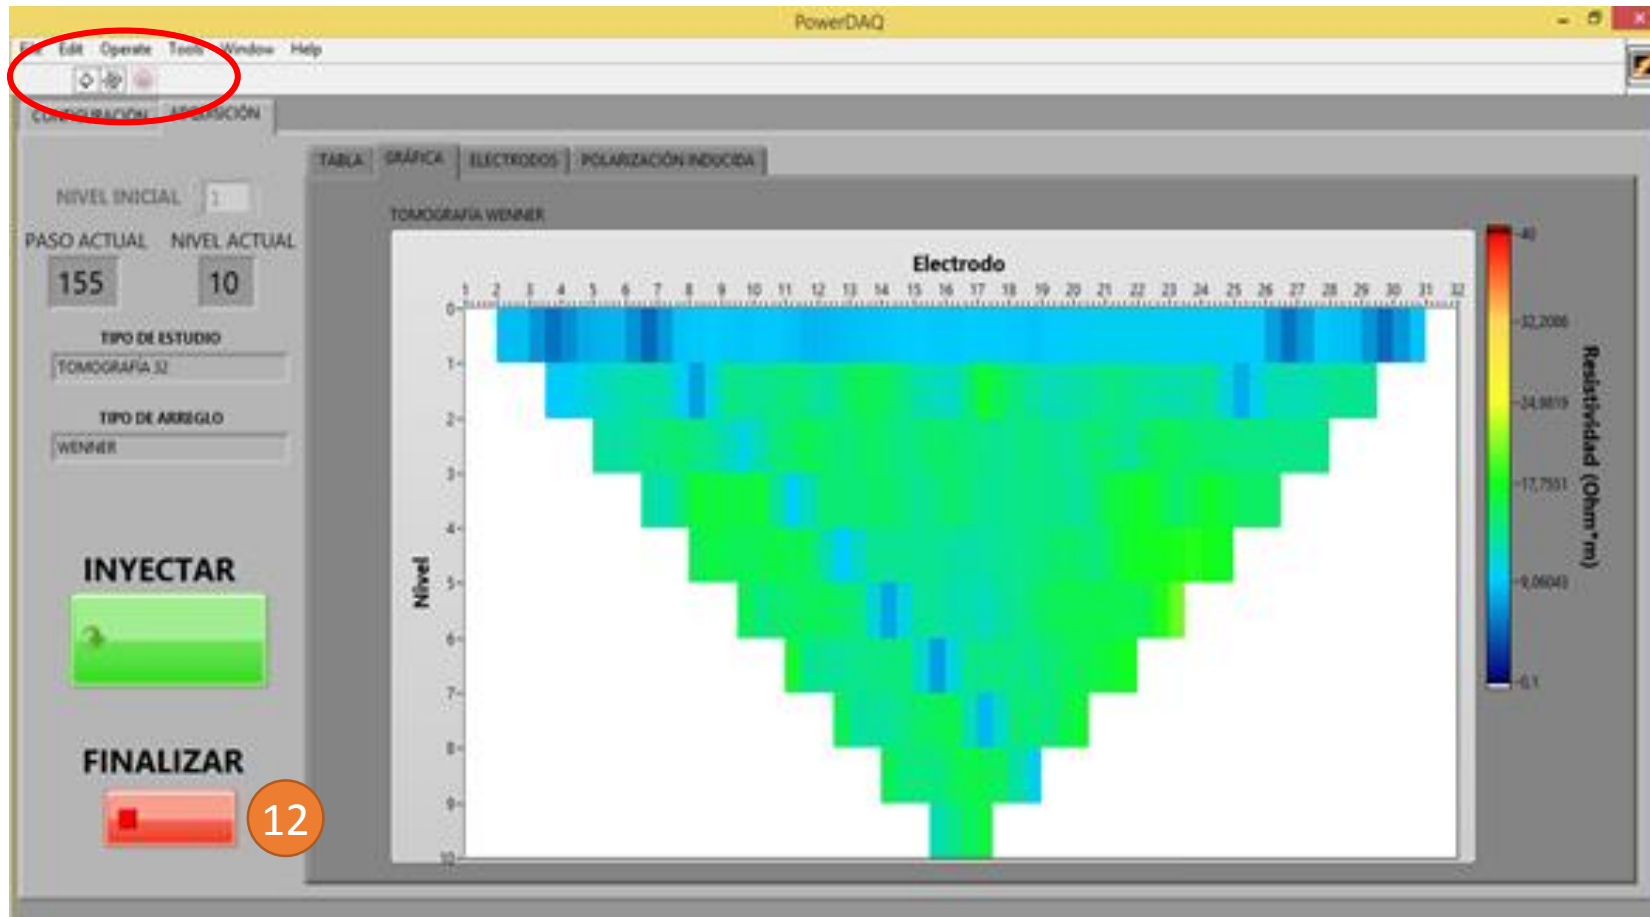 PowerDAQ
File Edit Operate Tools Window Help
CONFIGURACIÓN ADQUISICIÓN
TABLA GRÁFICA ELECTRODOS POLARIZACIÓN INDUCIDA
NIVEL INICIAL 1
PASO ACTUAL NIVEL ACTUAL
155 10
TIPO DE ESTUDIO
TOMOGRAFÍA 32
TIPO DE ARREGLO
WENNER
INYECTAR
FINALIZAR
12
TOMOGRAFÍA WENNER
Electrodo
1 2 3 4 5 6 7 8 9 10 11 12 13 14 15 16 17 18 19 20 21 22 23 24 25 26 27 28 29 30 31 32
Nivel
0
1
2
3
4
5
6
7
8
9
10
40
32,2086
24,9819
17,7551
9,06043
0,1
Resistividad (Ohm*m)